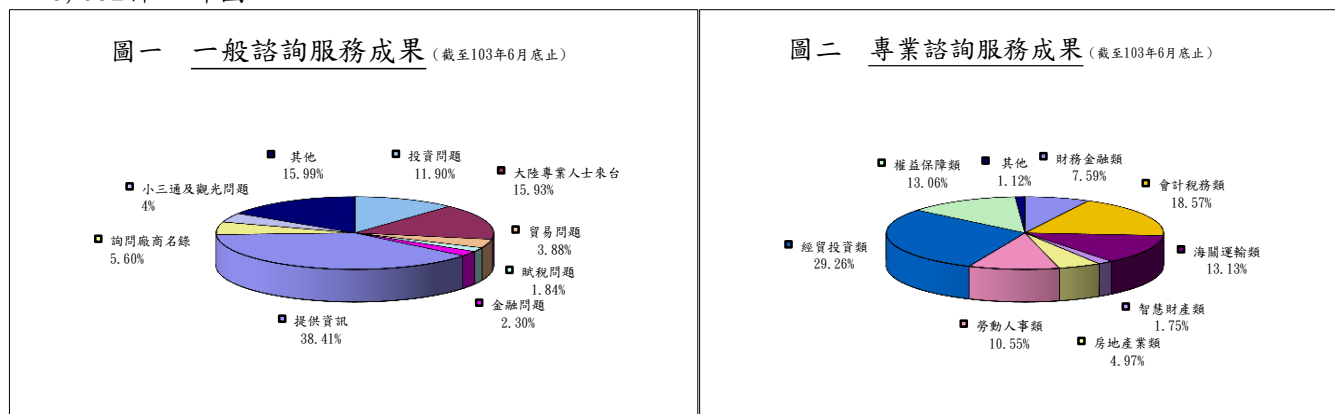 圖一 一般諮詢服務成果(截至103年6月底止)
其他
15.99%
投資問題
11.90%
大陸專業人士來台
15.93%
小三通及觀光問題
4%
貿易問題
3.88%
詢問廠商名錄
5.60%
賦稅問題
1.84%
金融問題
2.30%
提供資訊
38.41%
圖二 專業諮詢服務成果(截至103年6月底止)
權益保障類
13.06%
其他
1.12%
財務金融類
7.59%
會計稅務類
18.57%
經貿投資類
29.26%
海關運輸類
13.13%
智慧財產類
1.75%
勞動人事類
10.55%
房地產業類
4.97%